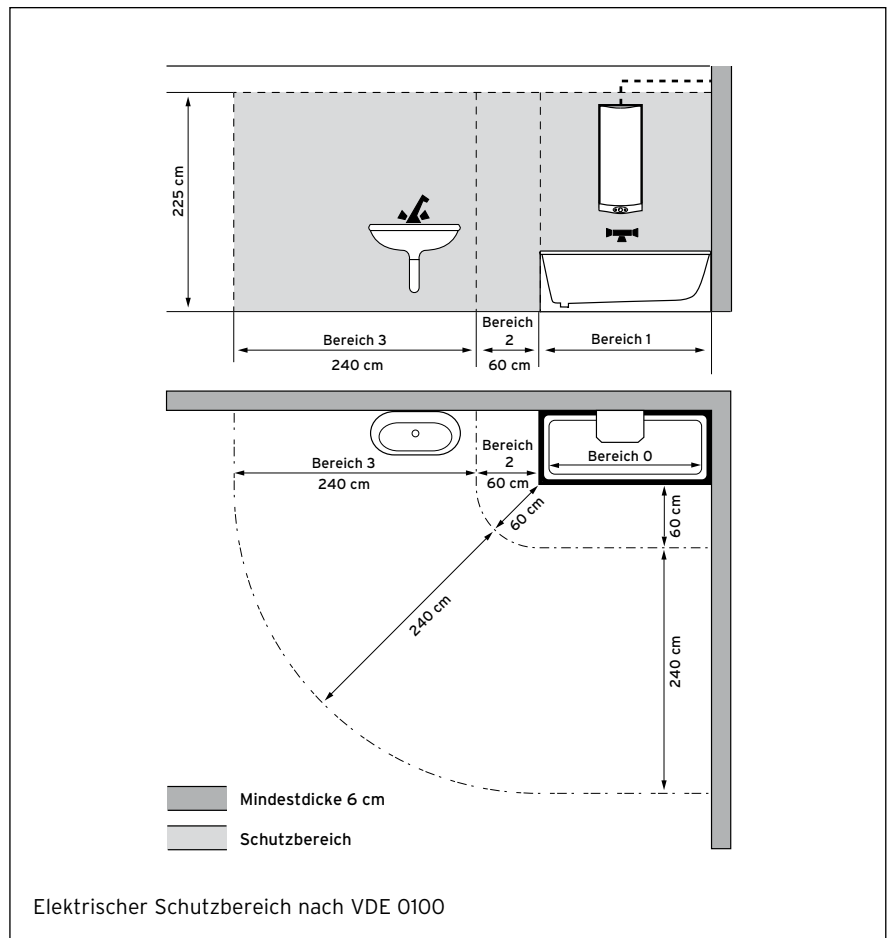 225 cm
Bereich 3
240 cm
Bereich
2
60 cm
Bereich 1
Bereich 3
240 cm
Bereich
2
60 cm
Bereich 0
60 cm
60 cm
240 cm
240 cm
Mindestdicke 6 cm
Schutzbereich
Elektrischer Schutzbereich nach VDE 0100